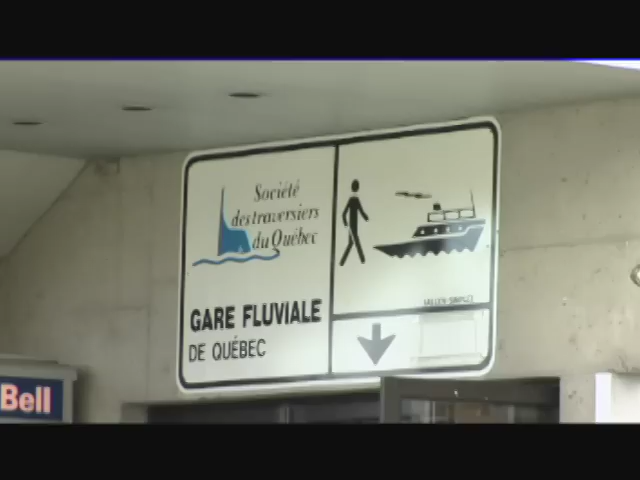 Société
des traversiers
du Québec
GARE FLUVIALE
DE QUÉBEC
Bell